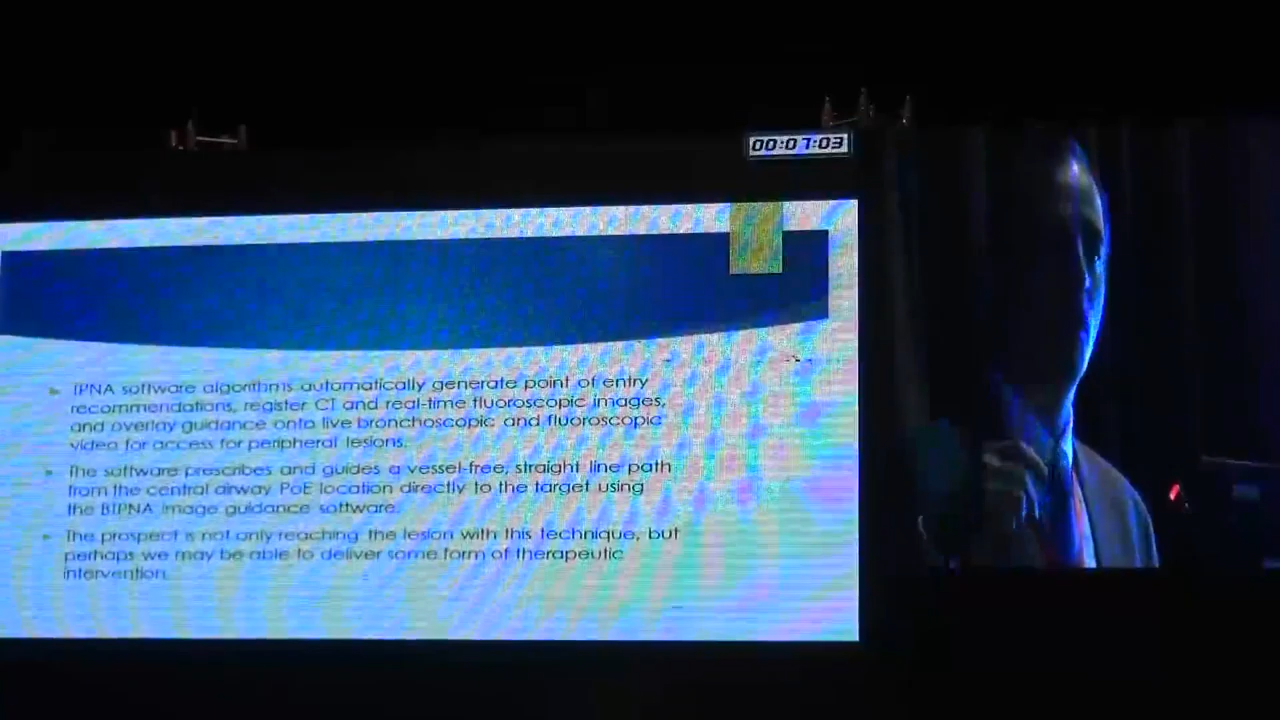 00:07:03
IPNA software algorithms automatically generate point of entry
recommendations, register CT and real-time fluoroscopic images,
and overlay guidance onto live bronchoscopic and fluoroscopic
video for access for peripheral lesions.
The software prescribes and guides a vessel-free, straight line path
from the central airway PoE location directly to the target using
the BTPNA image guidance software.
The prospect is not only reaching the lesion with this technique, but
perhaps we may be able to deliver some form of therapeutic
intervention.